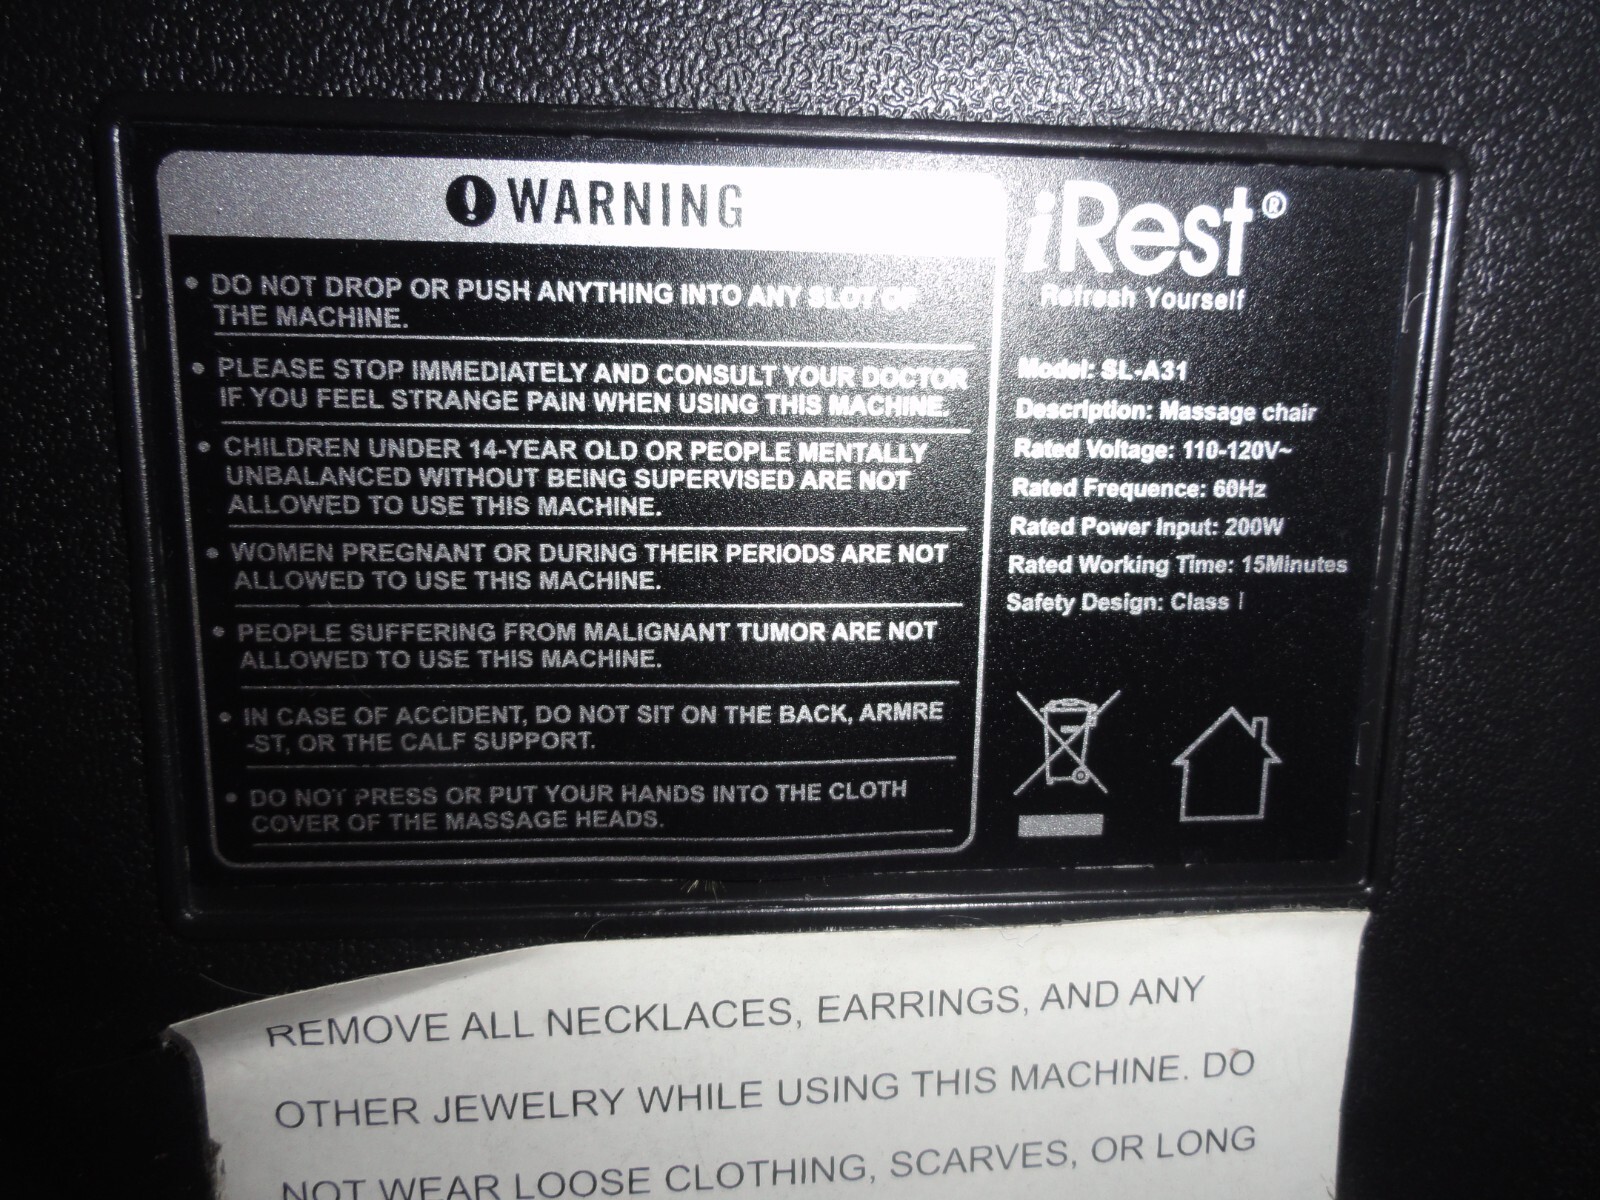 WARNING
• DO NOT DROP OR PUSH ANYTHING INTO ANY SLOT OF
THE MACHINE.
• PLEASE STOP IMMEDIATELY AND CONSULT YOUR DOCTOR
IF YOU FEEL STRANGE PAIN WHEN USING THIS MACHINE.
• CHILDREN UNDER 14-YEAR OLD OR PEOPLE MENTALLY
UNBALANCED WITHOUT BEING SUPERVISED ARE NOT
ALLOWED TO USE THIS MACHINE.
• WOMEN PREGNANT OR DURING THEIR PERIODS ARE NOT
ALLOWED TO USE THIS MACHINE.
• PEOPLE SUFFERING FROM MALIGNANT TUMOR ARE NOT
ALLOWED TO USE THIS MACHINE.
• IN CASE OF ACCIDENT, DO NOT SIT ON THE BACK, ARMRE
-ST, OR THE CALF SUPPORT.
• DO NOT PRESS OR PUT YOUR HANDS INTO THE CLOTH
COVER OF THE MASSAGE HEADS.
iRest®
Refresh Yourself
Model: SL-A31
Description: Massage chair
Rated Voltage: 110-120V~
Rated Frequence: 60Hz
Rated Power Input: 200W
Rated Working Time: 15Minutes
Safety Design: Class I
REMOVE ALL NECKLACES, EARRINGS, AND ANY
OTHER JEWELRY WHILE USING THIS MACHINE. DO
NOT WEAR LOOSE CLOTHING, SCARVES, OR LONG